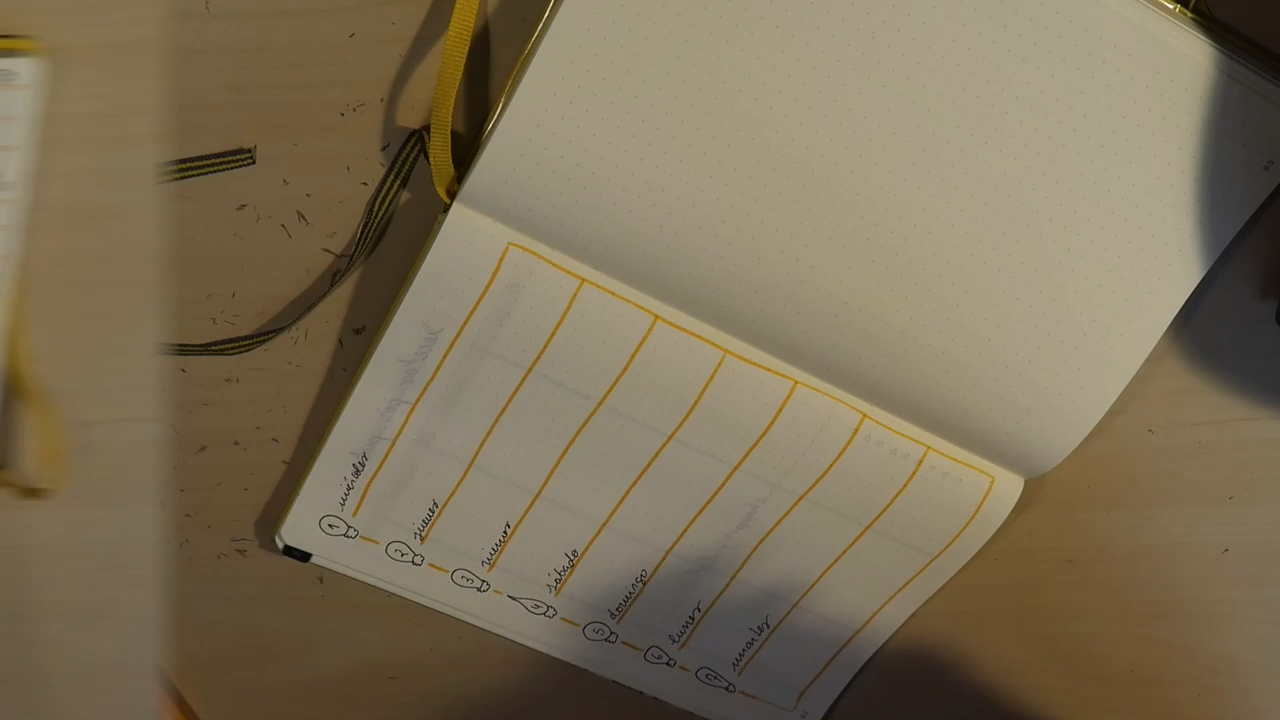 1 miércoles
2 jueves
3 viernes
4 sábado
5 domingo
6 lunes
7 martes